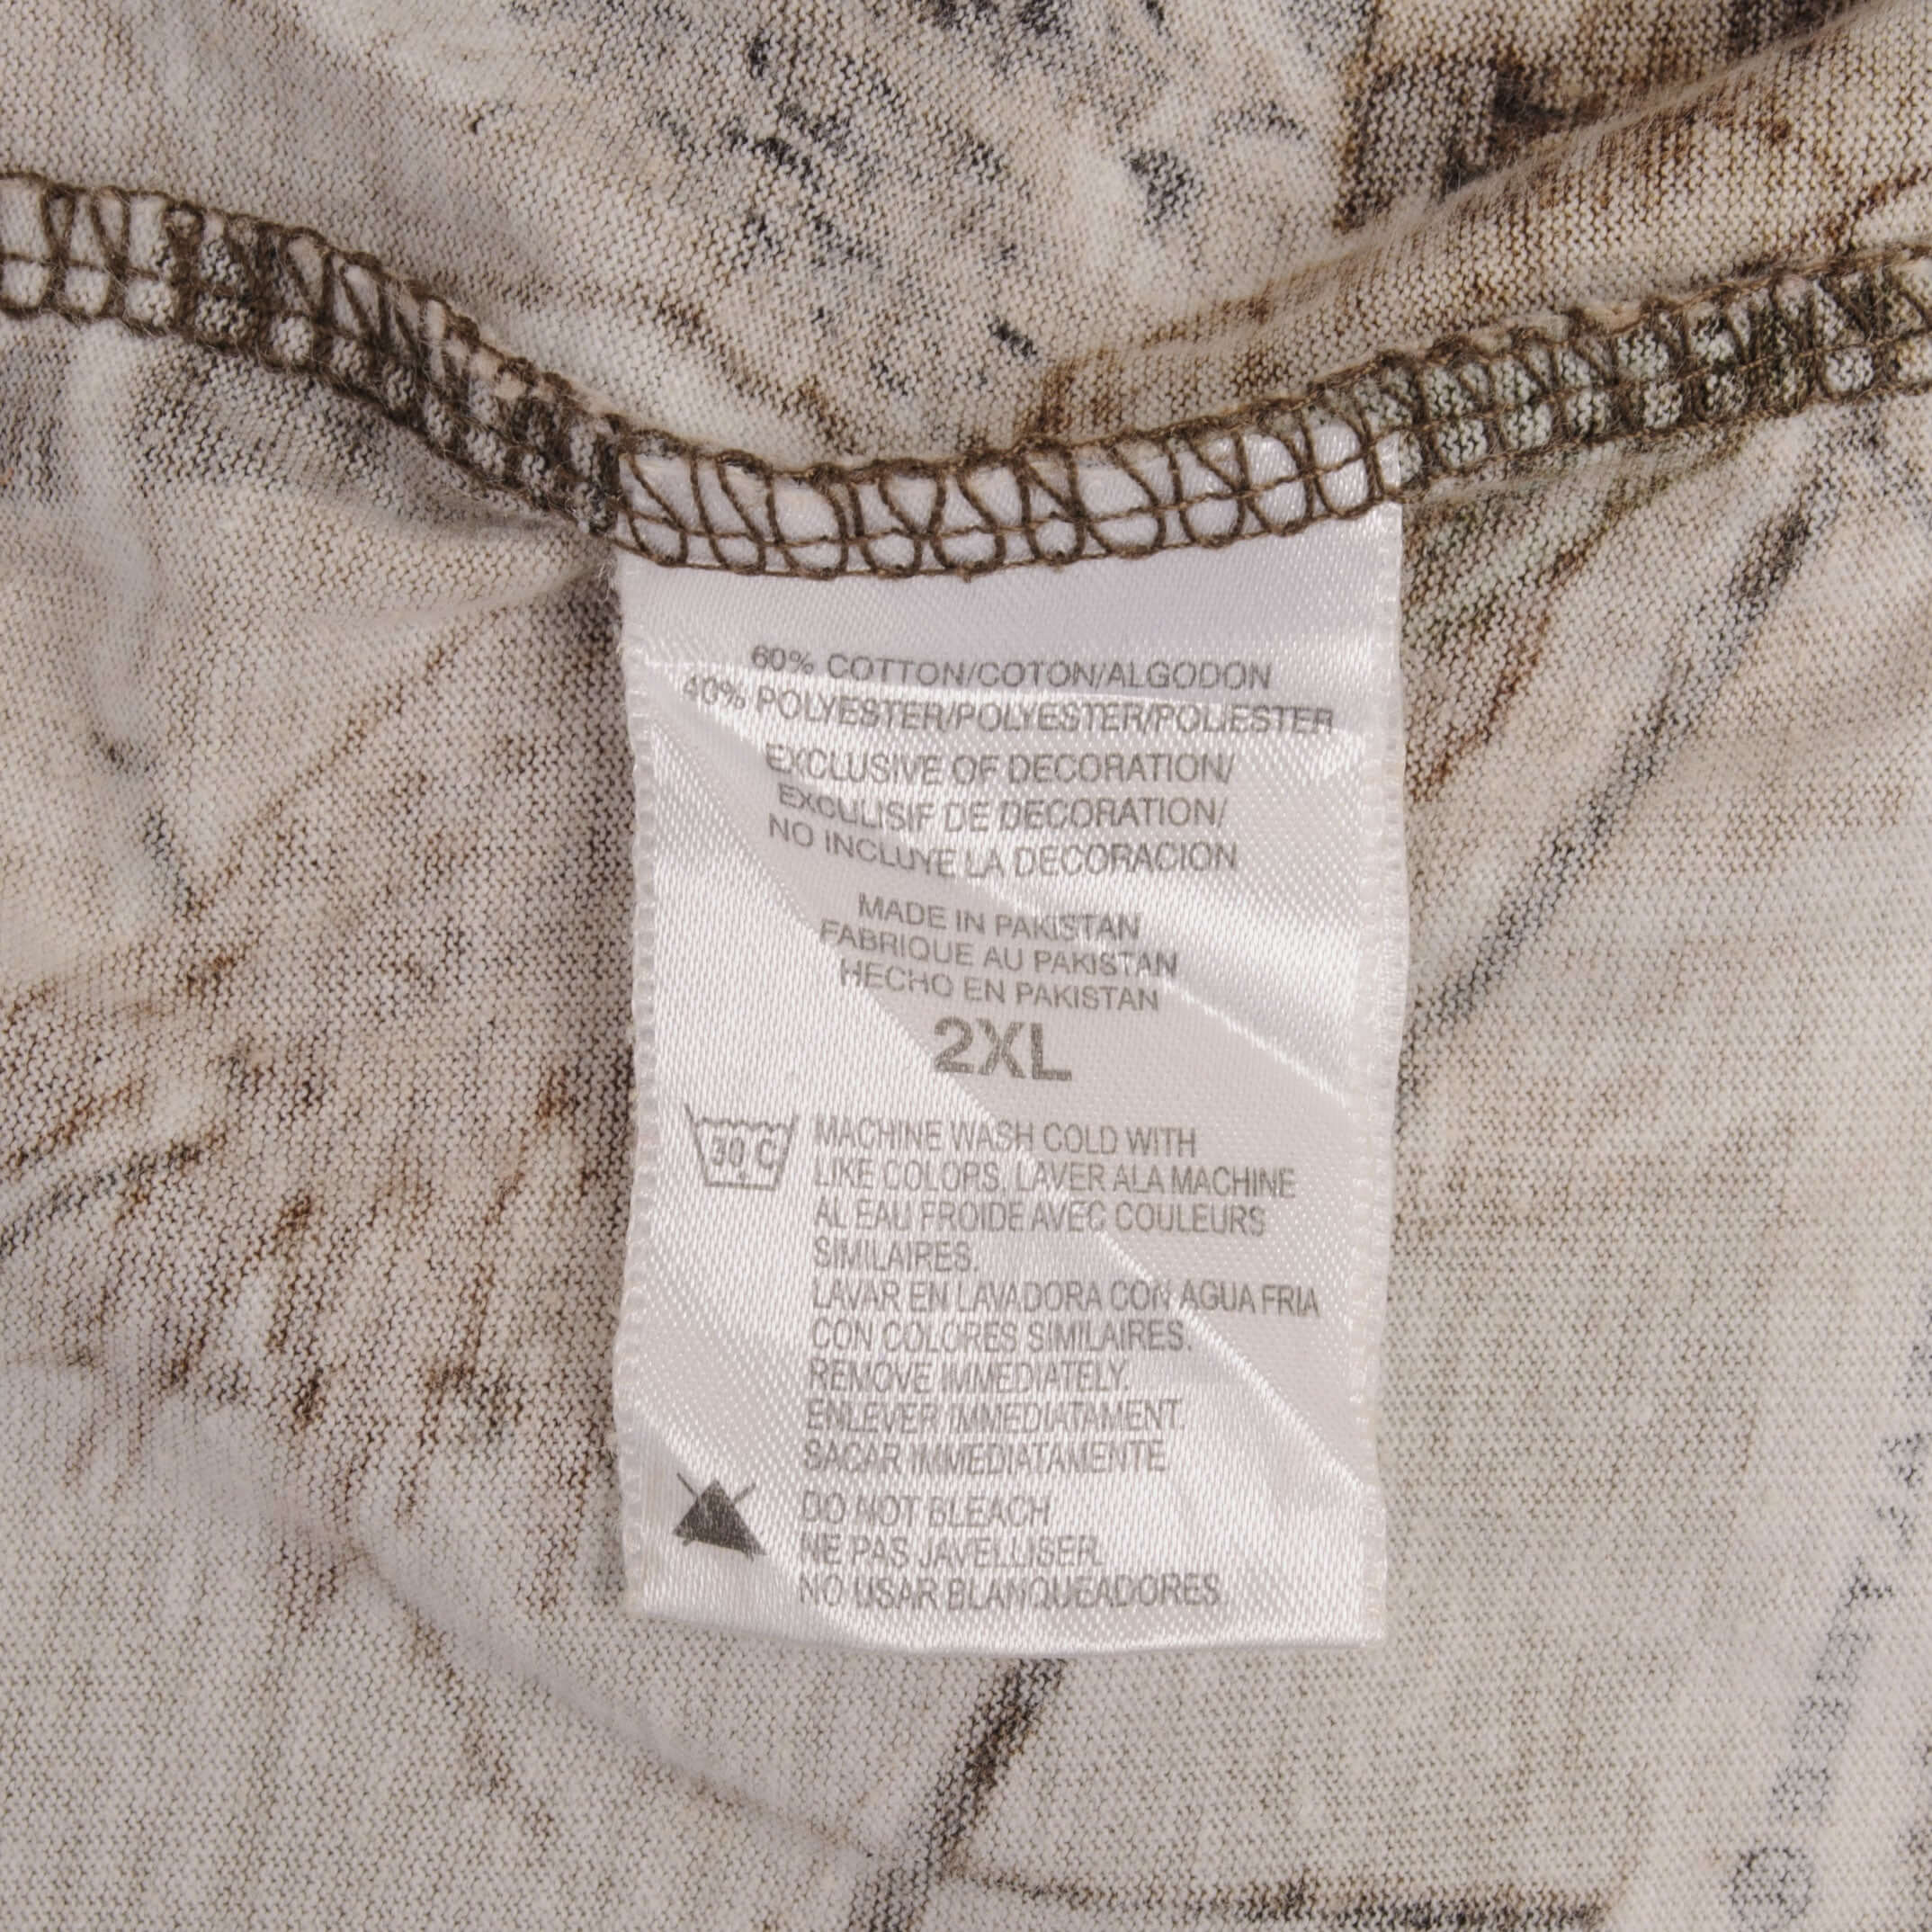 60% COTTON/COTON/ALGODON
40% POLYESTER/POLYESTER/POLIESTER
EXCLUSIVE OF DECORATION/
EXCULISIF DE DECORATION/
NO INCLUYE LA DECORACION
MADE IN PAKISTAN
FABRIQUE AU PAKISTAN
HECHO EN PAKISTAN
2XL
30 C
MACHINE WASH COLD WITH
LIKE COLORS. LAVER ALA MACHINE
AL EAU FROIDE AVEC COULEURS
SIMILAIRES.
LAVAR EN LAVADORA CON AGUA FRIA
CON COLORES SIMILAIRES.
REMOVE IMMEDIATELY.
ENLEVER IMMEDIATAMENT.
SACAR IMMEDIATAMENTE
DO NOT BLEACH
NE PAS JAVELLISER.
NO USAR BLANQUEADORES.